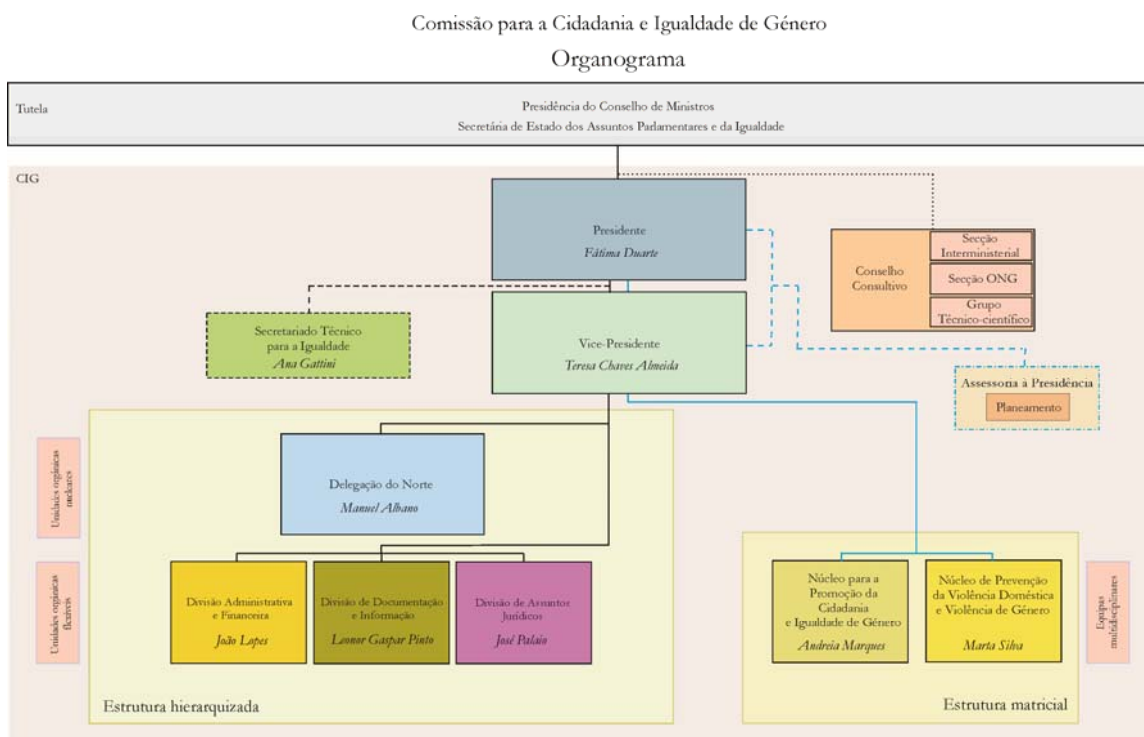 Comissão para a Cidadania e Igualdade de Género
Organograma
Tutela
Presidência do Conselho de Ministros
Secretária de Estado dos Assuntos Parlamentares e da Igualdade
CIG
Presidente
Fátima Duarte
Conselho
Consultivo
Secção
Interministerial
Secção ONG
Grupo
Técnico-científico
Secretariado Técnico
para a Igualdade
Ana Gattini
Vice-Presidente
Teresa Chaves Almeida
Assessoria à Presidência
Planeamento
Unidades orgânicas
nucleares
Delegação do Norte
Manuel Albano
Unidades orgânicas
flexíveis
Divisão Administrativa
e Financeira
João Lopes
Divisão de Documentação
e Informação
Leonor Gaspar Pinto
Divisão de Assuntos
Jurídicos
José Palaio
Núcleo para a
Promoção da
Cidadania
e Igualdade de Género
Andreia Marques
Núcleo de Prevenção
da Violência Doméstica
e Violência de Género
Marta Silva
Equipas
multidisciplinares
Estrutura hierarquizada
Estrutura matricial